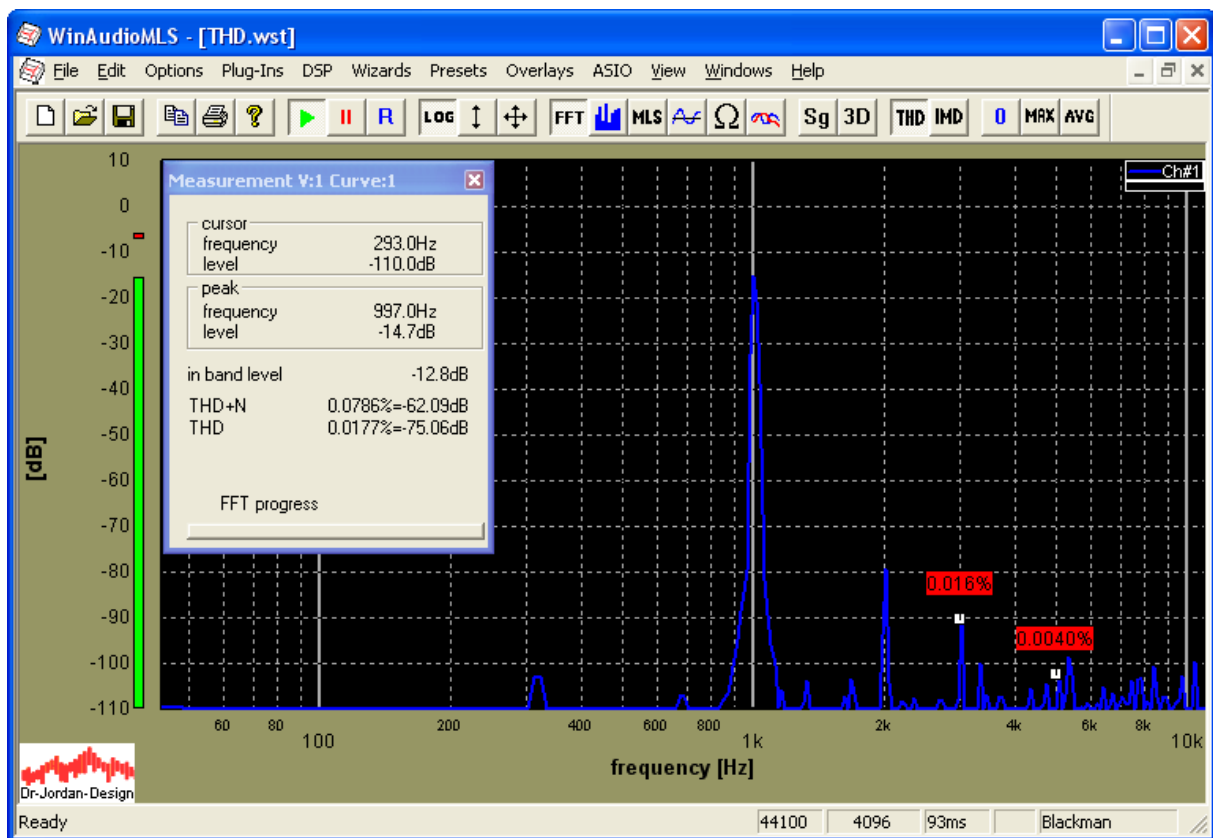 WinAudioMLS - [THD.wst]
File Edit Options Plug-Ins DSP Wizards Presets Overlays ASIO View Windows Help
R LOG FFT MLS Ω Sg 3D THD IMD 0 MAX AVG
Measurement V:1 Curve:1
cursor
frequency 293.0Hz
level -110.0dB
peak
frequency 997.0Hz
level -14.7dB
in band level -12.8dB
THD+N 0.0786%=-62.09dB
THD 0.0177%=-75.06dB
FFT progress
Ch#1
10
0
-10
-20
-30
-40
-50
-60
-70
-80
-90
-100
-110
[dB]
0.016%
0.0040%
60 80 100 200 400 600 800 1k 2k 4k 6k 8k 10k
frequency [Hz]
Dr-Jordan-Design
Ready 44100 4096 93ms Blackman